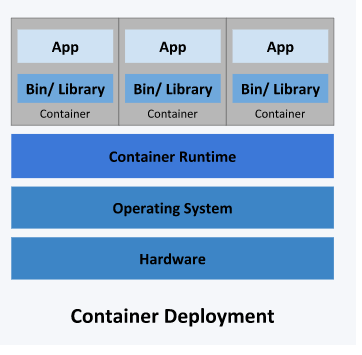 App App App
Bin/ Library Bin/ Library Bin/ Library
Container Container Container
Container Runtime
Operating System
Hardware
Container Deployment